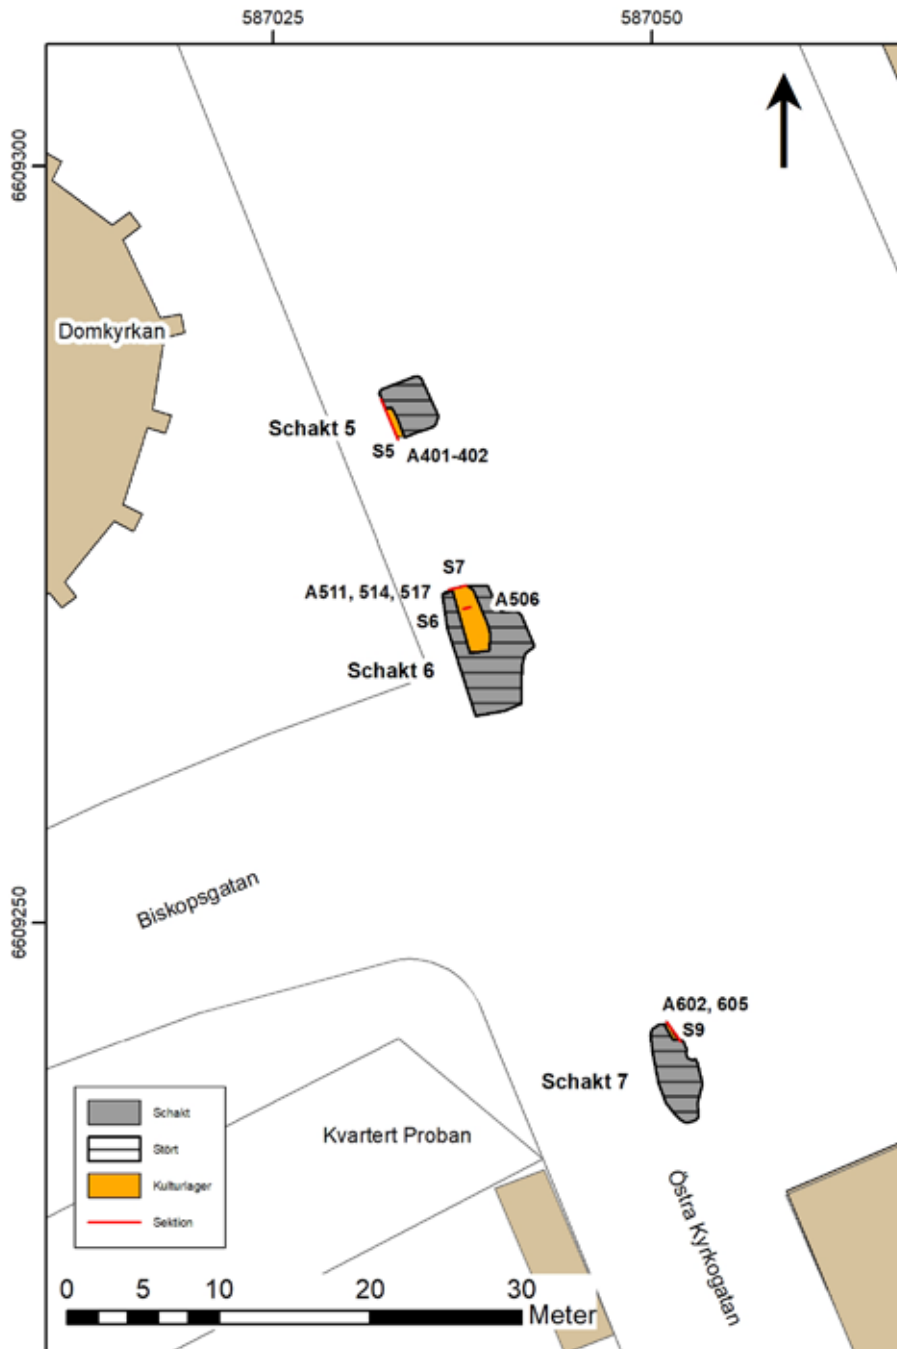 587025
587050
6609300
Domkyrkan
Schakt 5
S5
A401-402
S7
A511, 514, 517
A506
S6
Schakt 6
Biskopsgatan
6609250
A602, 605
S9
Schakt 7
Schakt
Stört
Kulturlager
Sektion
Kvartert Proban
Östra Kyrkogatan
0 5 10 20 30
Meter